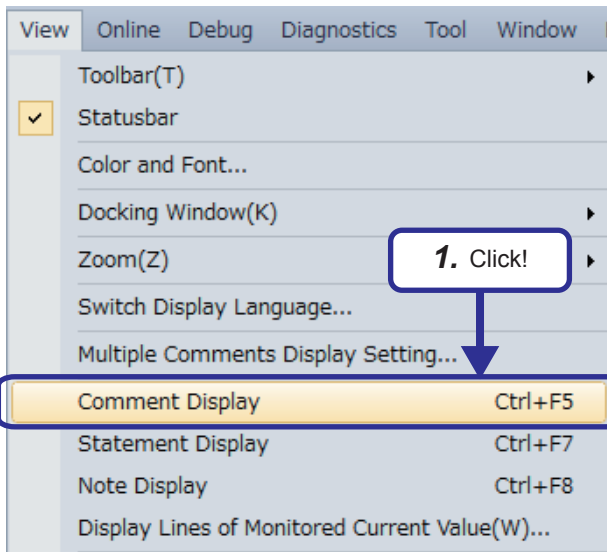 View Online Debug Diagnostics Tool Window
Toolbar(T)
Statusbar
Color and Font...
Docking Window(K)
Zoom(Z)
1. Click!
Switch Display Language...
Multiple Comments Display Setting...
Comment Display Ctrl+F5
Statement Display Ctrl+F7
Note Display Ctrl+F8
Display Lines of Monitored Current Value(W)...